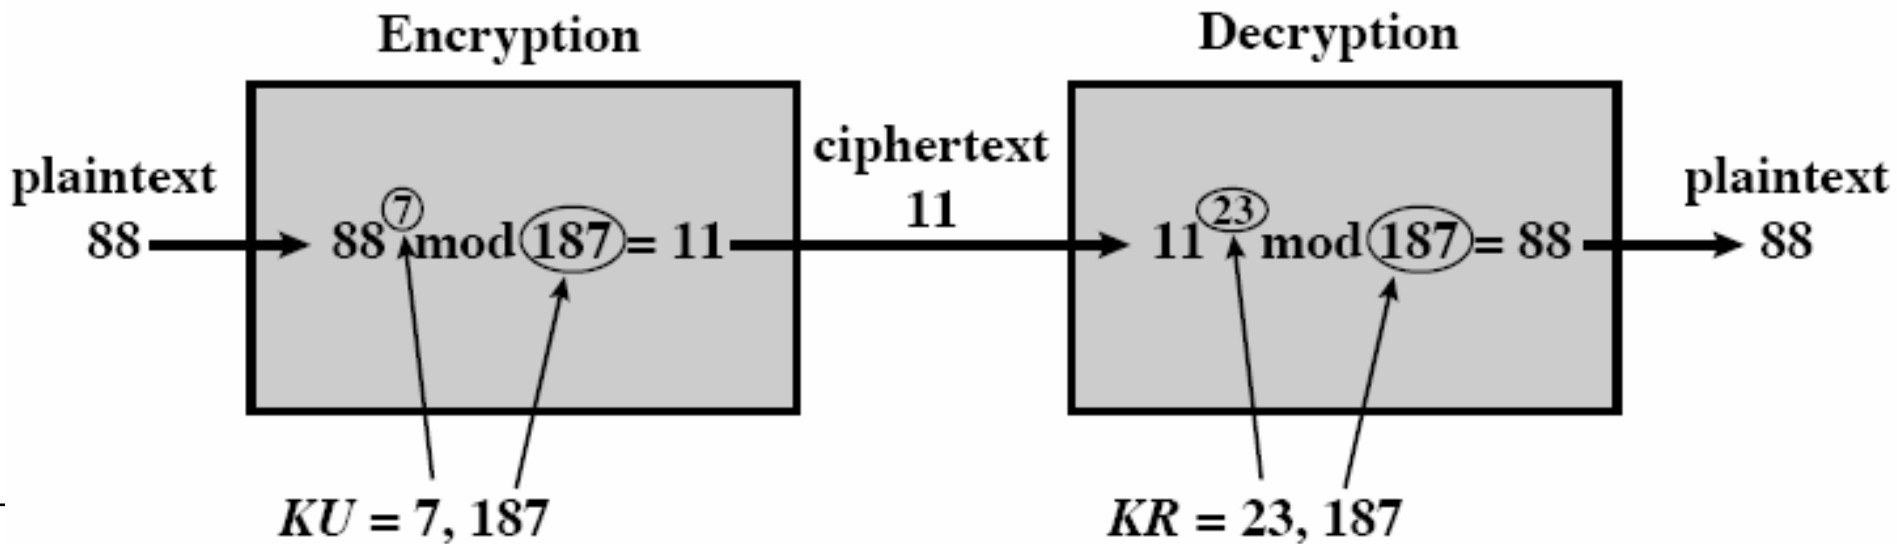 Encryption
Decryption
plaintext
88
88^7 mod 187 = 11
ciphertext
11
11^23 mod 187 = 88
plaintext
88
KU = 7, 187
KR = 23, 187